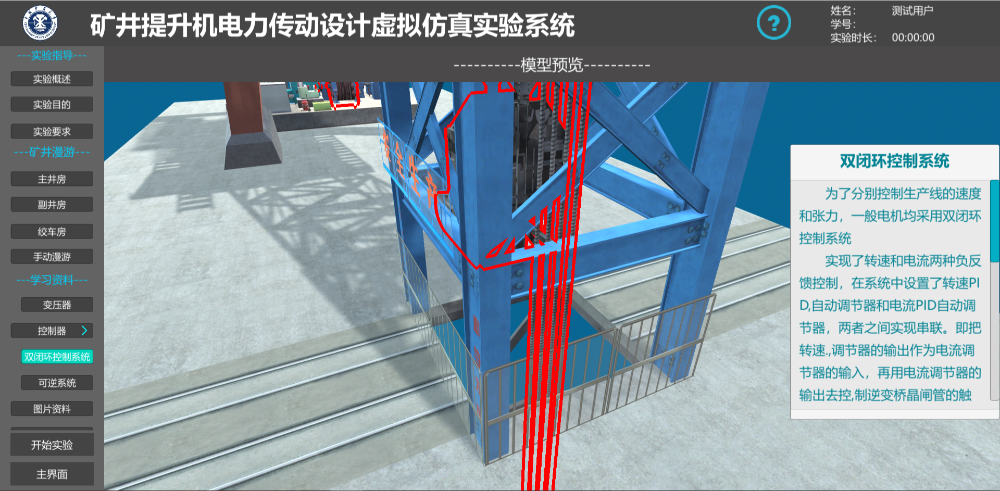 矿井提升机电力传动设计虚拟仿真实验系统
?
姓名： 测试用户
学号：
实验时长： 00:00:00
---实验指导---
实验概述
实验目的
实验要求
---矿井漫游---
主井房
副井房
绞车房
手动漫游
---学习资料---
变压器
控制器
双闭环控制系统
可逆系统
图片资料
开始实验
主界面
----------模型预览----------
安全生产
双闭环控制系统
为了分别控制生产线的速度
和张力，一般电机均采用双闭环
控制系统
实现了转速和电流两种负反
馈控制，在系统中设置了转速PI
D,自动调节器和电流PID自动调
节器，两者之间实现串联。即把
转速.,调节器的输出作为电流调
节器的输入，再用电流调节器的
输出去控,制逆变桥晶闸管的触